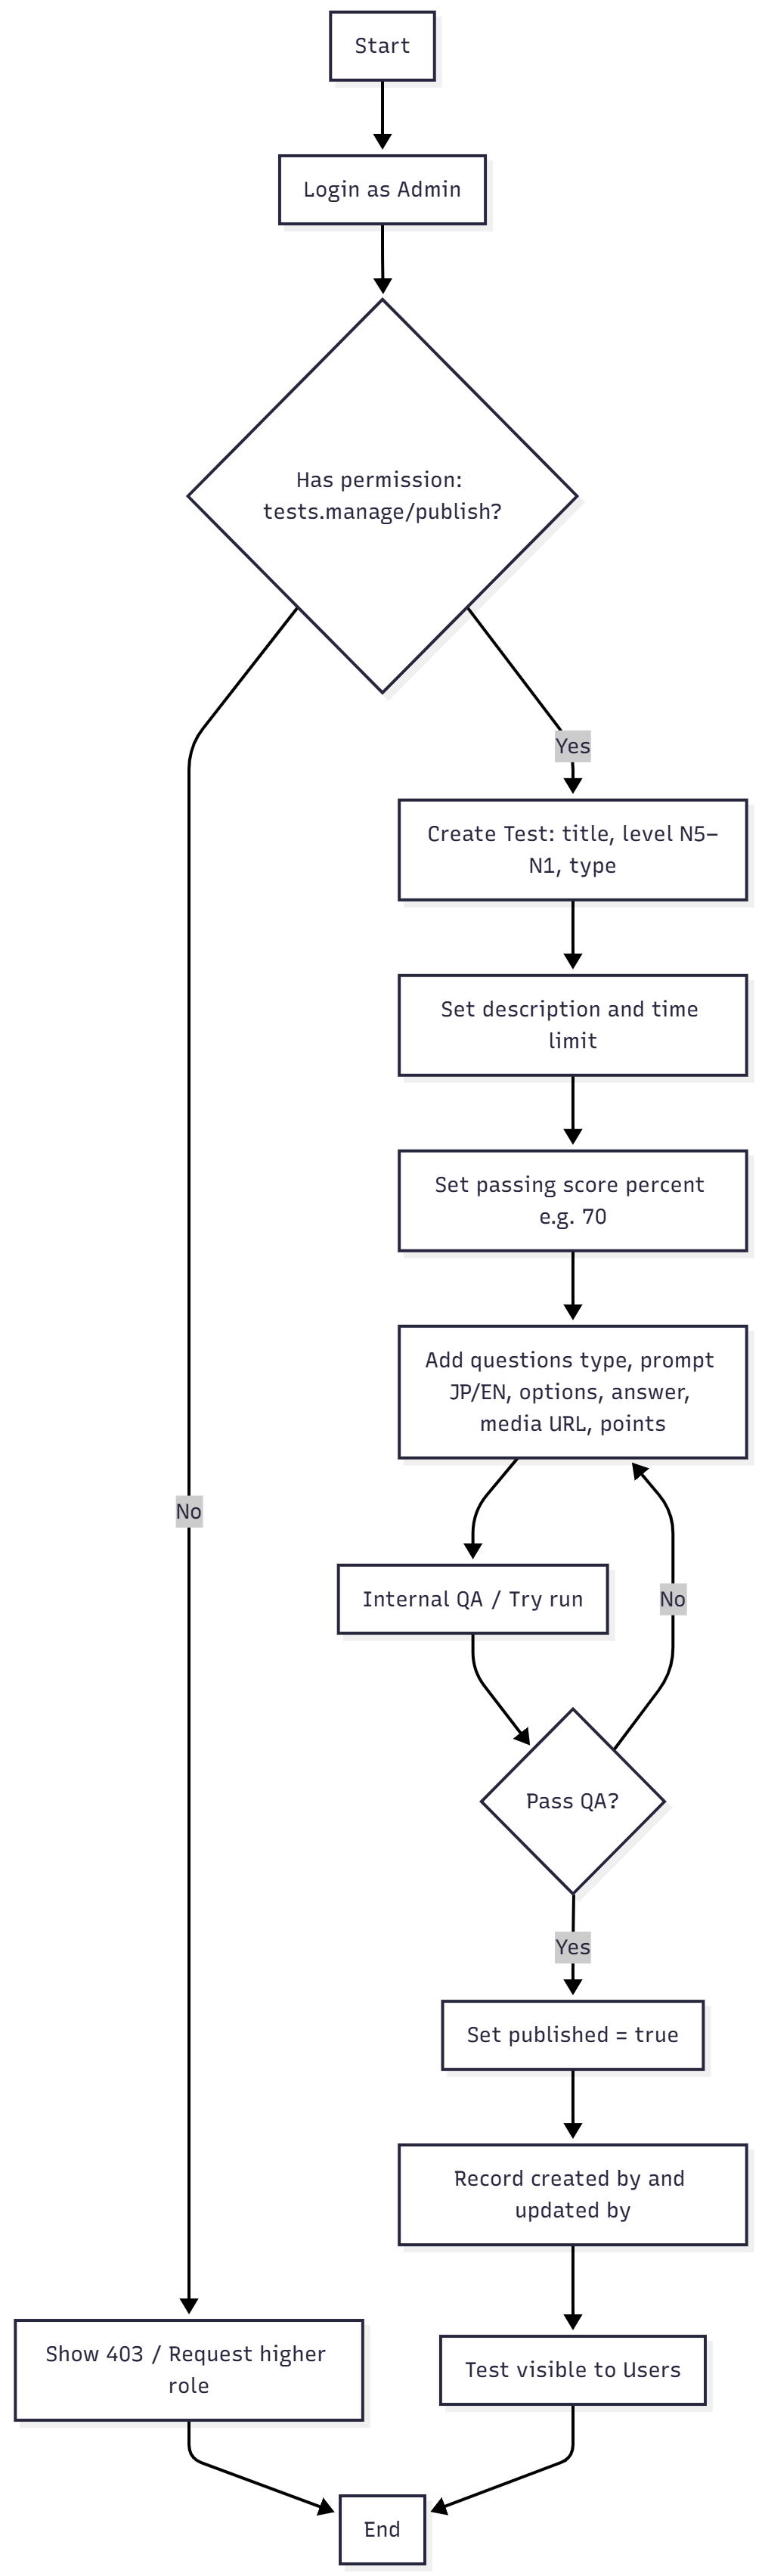 Start
Login as Admin
Has permission:
tests.manage/publish?
Yes
Create Test: title, level N5–
N1, type
Set description and time
limit
Set passing score percent
e.g. 70
Add questions type, prompt
JP/EN, options, answer,
media URL, points
No
Internal QA / Try run
No
Pass QA?
Yes
Set published = true
Record created by and
updated by
Show 403 / Request higher
role
Test visible to Users
End